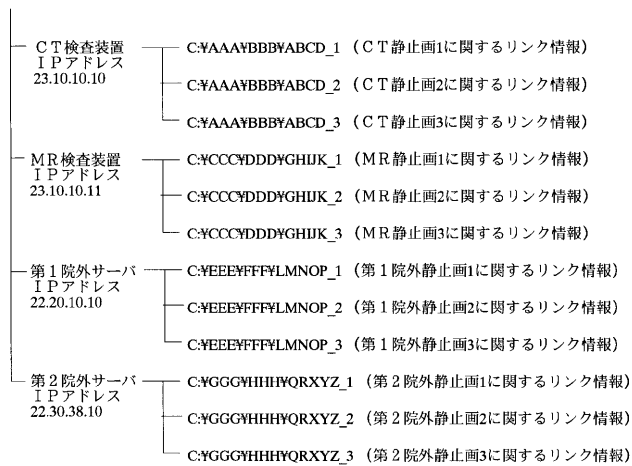 CT検査装置
IPアドレス
23.10.10.10
C:¥AAA¥BBB¥ABCD_1 (CT静止画1に関するリンク情報)
C:¥AAA¥BBB¥ABCD_2 (CT静止画2に関するリンク情報)
C:¥AAA¥BBB¥ABCD_3 (CT静止画3に関するリンク情報)
MR検査装置
IPアドレス
23.10.10.11
C:¥CCC¥DDD¥GHIJK_1 (MR静止画1に関するリンク情報)
C:¥CCC¥DDD¥GHIJK_2 (MR静止画2に関するリンク情報)
C:¥CCC¥DDD¥GHIJK_3 (MR静止画3に関するリンク情報)
第1院外サーバ
IPアドレス
22.20.10.10
C:¥EEE¥FFF¥LMNOP_1 (第1院外静止画1に関するリンク情報)
C:¥EEE¥FFF¥LMNOP_2 (第1院外静止画2に関するリンク情報)
C:¥EEE¥FFF¥LMNOP_3 (第1院外静止画3に関するリンク情報)
第2院外サーバ
IPアドレス
22.30.38.10
C:¥GGG¥HHH¥QRXYZ_1 (第2院外静止画1に関するリンク情報)
C:¥GGG¥HHH¥QRXYZ_2 (第2院外静止画2に関するリンク情報)
C:¥GGG¥HHH¥QRXYZ_3 (第2院外静止画3に関するリンク情報)